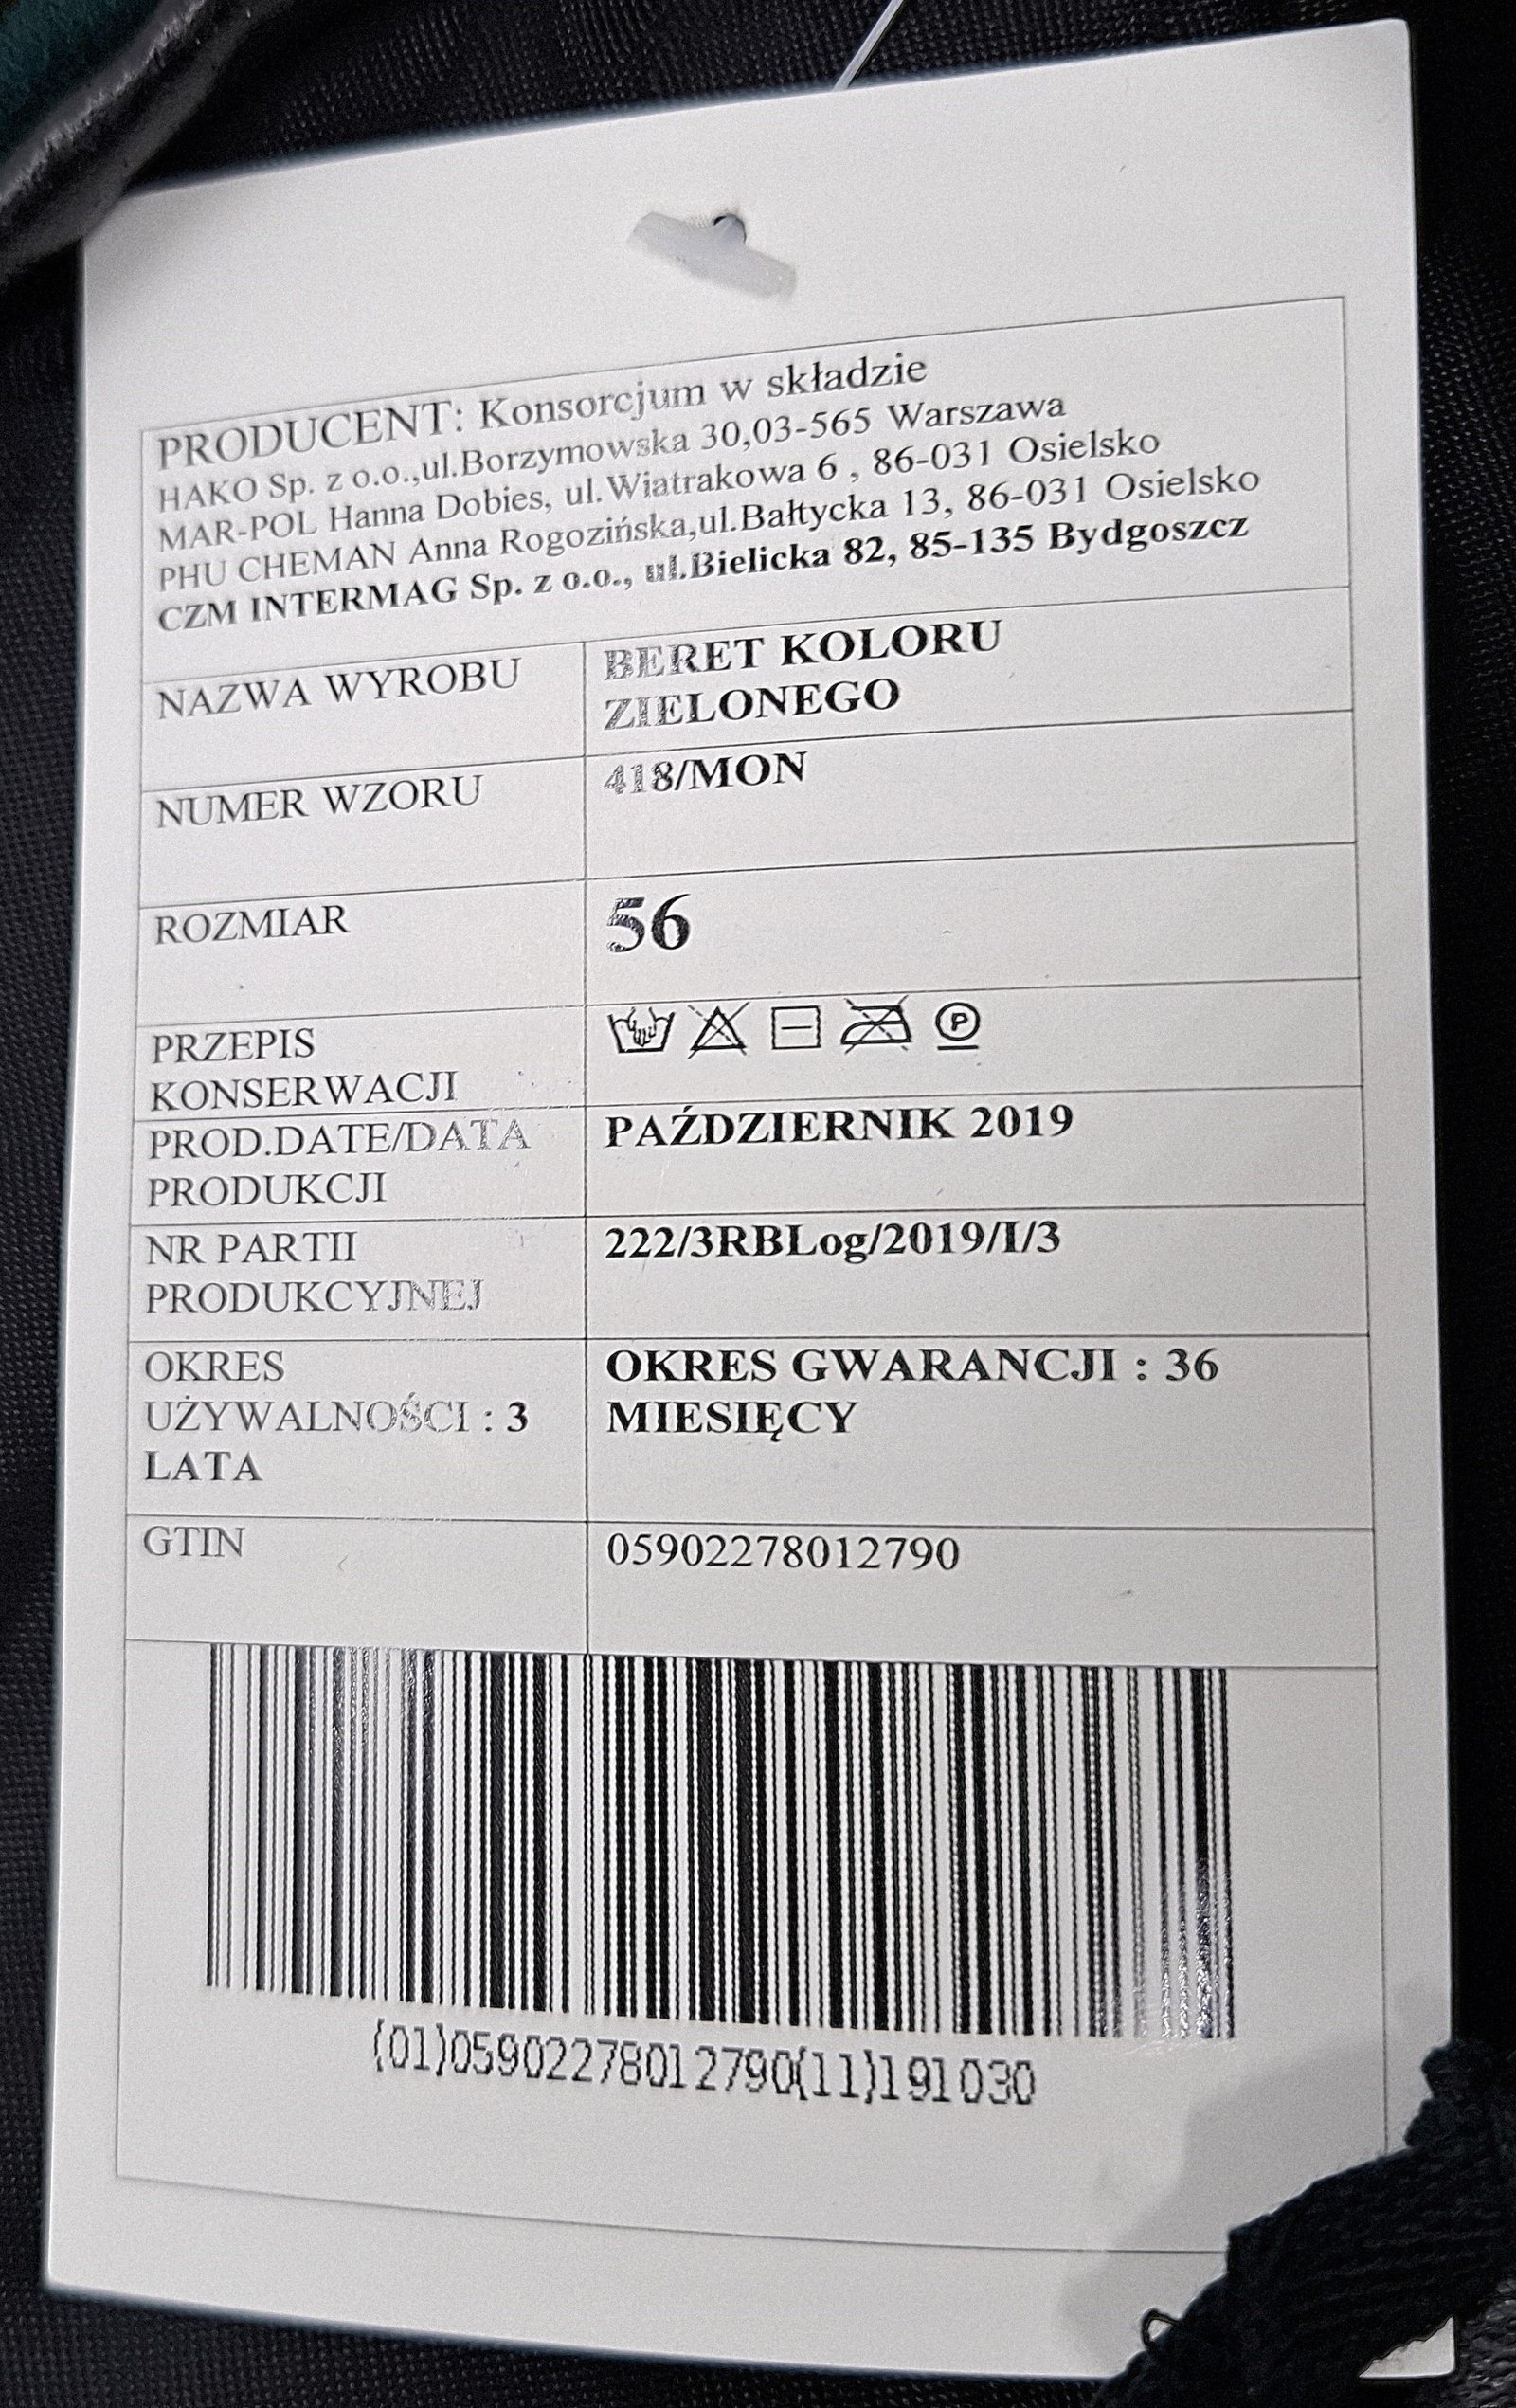 PRODUCENT: Konsorcjum w składzie
HAKO Sp. z o.o.,ul.Borzymowska 30,03-565 Warszawa
MAR-POL Hanna Dobies, ul.Wiatrakowa 6 , 86-031 Osielsko
PHU CHEMAN Anna Rogozińska,ul.Bałtycka 13, 86-031 Osielsko
CZM INTERMAG Sp. z o.o., ul.Bielicka 82, 85-135 Bydgoszcz
NAZWA WYROBU
BERET KOLORU
ZIELONEGO
NUMER WZORU
418/MON
ROZMIAR
56
PRZEPIS
KONSERWACJI
P
PROD.DATE/DATA
PRODUKCJI
PAŹDZIERNIK 2019
NR PARTII
PRODUKCYJNEJ
222/3RBLog/2019/I/3
OKRES
UŻYWALNOŚCI : 3
LATA
OKRES GWARANCJI : 36
MIESIĘCY
GTIN
05902278012790
(01)05902278012790(11)191030